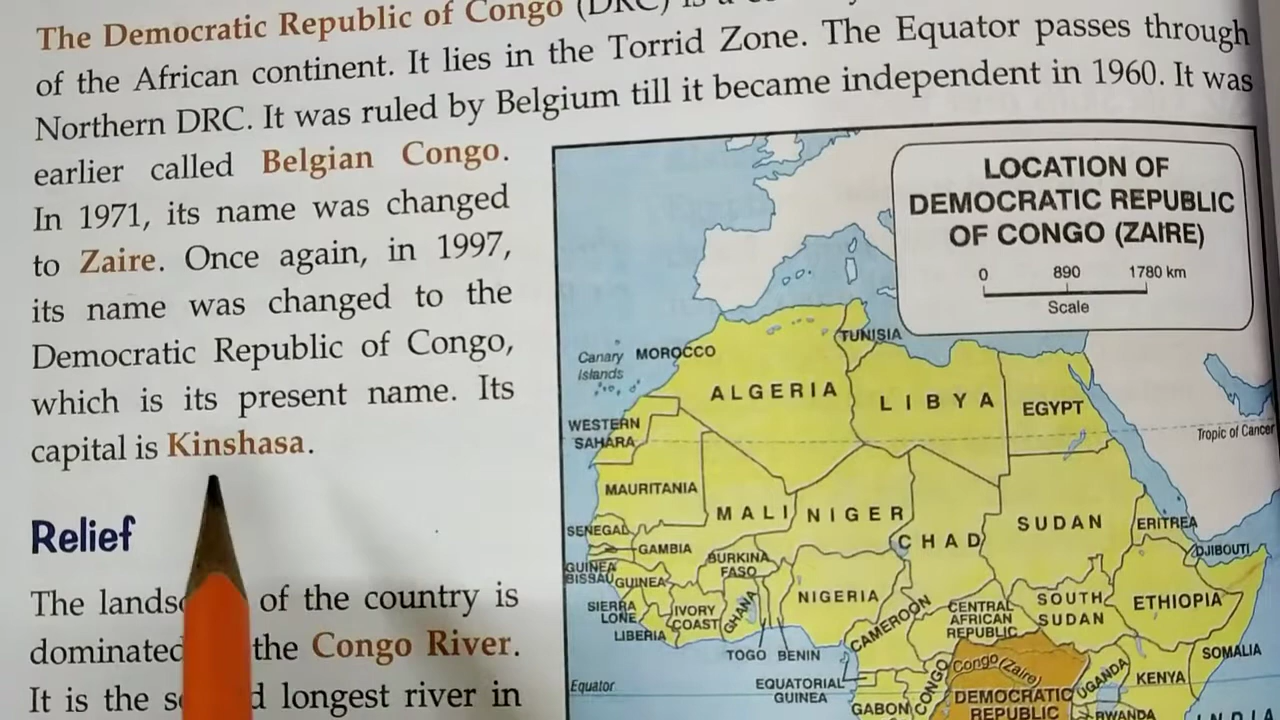 The Democratic Republic of Congo (DRC) is a
of the African continent. It lies in the Torrid Zone. The Equator passes through
Northern DRC. It was ruled by Belgium till it became independent in 1960. It was
earlier called Belgian Congo.
In 1971, its name was changed
to Zaire. Once again, in 1997,
its name was changed to the
Democratic Republic of Congo,
which is its present name. Its
capital is Kinshasa.
Relief
The of the country is
dominated the Congo River.
It is the longest river in
LOCATION OF
DEMOCRATIC REPUBLIC
OF CONGO (ZAIRE)
0 890 1780 km
Scale
TUNISIA
Canary
Islands
MOROCCO
ALGERIA
LIBYA
EGYPT
WESTERN
SAHARA
Tropic of Cancer
MAURITANIA
MALI
NIGER
CHAD
SUDAN
ERITREA
SENEGAL
GAMBIA
DJIBOUTI
GUINEA
BISSAU
GUINEA
BURKINA
FASO
SIERRA
LONE
IVORY
COAST
GHANA
NIGERIA
CAMEROON
CENTRAL
AFRICAN
REPUBLIC
SOUTH
SUDAN
ETHIOPIA
LIBERIA
TOGO
BENIN
SOMALIA
Equator
EQUATORIAL
GUINEA
GABON
CONGO
Congo (Zaire)
DEMOCRATIC
REPUBLIC
UGANDA
KENYA
RWANDA